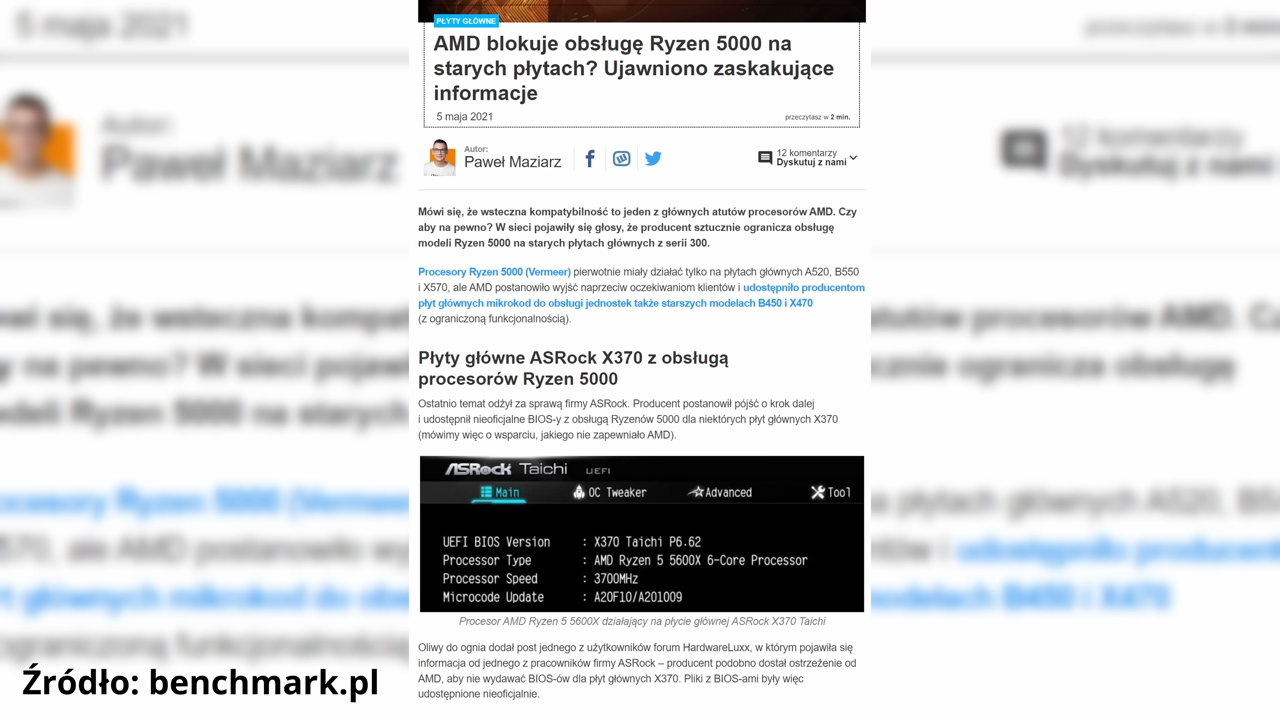 PŁYTY GŁÓWNE
AMD blokuje obsługę Ryzen 5000 na
starych płytach? Ujawniono zaskakujące
informacje
5 maja 2021
przeczytasz w 2 min.
Autor:
Paweł Maziarz
12 komentarzy
Dyskutuj z nami
Mówi się, że wsteczna kompatybilność to jeden z głównych atutów procesorów AMD. Czy
aby na pewno? W sieci pojawiły się głosy, że producent sztucznie ogranicza obsługę
modeli Ryzen 5000 na starych płytach głównych z serii 300.
Procesory Ryzen 5000 (Vermeer) pierwotnie miały działać tylko na płytach głównych A520, B550
i X570, ale AMD postanowiło wyjść naprzeciw oczekiwaniom klientów i udostępniło producentom
płyt głównych mikrokod do obsługi jednostek także starszych modelach B450 i X470
(z ograniczoną funkcjonalnością).
Płyty główne ASRock X370 z obsługą
procesorów Ryzen 5000
Ostatnio temat odżył za sprawą firmy ASRock. Producent postanowił pójść o krok dalej
i udostępnił nieoficjalne BIOS-y z obsługą Ryzenów 5000 dla niektórych płyt głównych X370
(mówimy więc o wsparciu, jakiego nie zapewniało AMD).
ASRock Taichi UEFI
Main OC Tweaker Advanced Tool
UEFI BIOS Version : X370 Taichi P6.62
Processor Type : AMD Ryzen 5 5600X 6-Core Processor
Processor Speed : 3700MHz
Microcode Update : A20F10/A201009
Procesor AMD Ryzen 5 5600X działający na płycie głównej ASRock X370 Taichi
Oliwy do ognia dodał post jednego z użytkowników forum HardwareLuxx, w którym pojawiła się
informacja od jednego z pracowników firmy ASRock – producent podobno dostał ostrzeżenie od
AMD, aby nie wydawać BIOS-ów dla płyt głównych X370. Pliki z BIOS-ami były więc
udostępnione nieoficjalnie.
Źródło: benchmark.pl